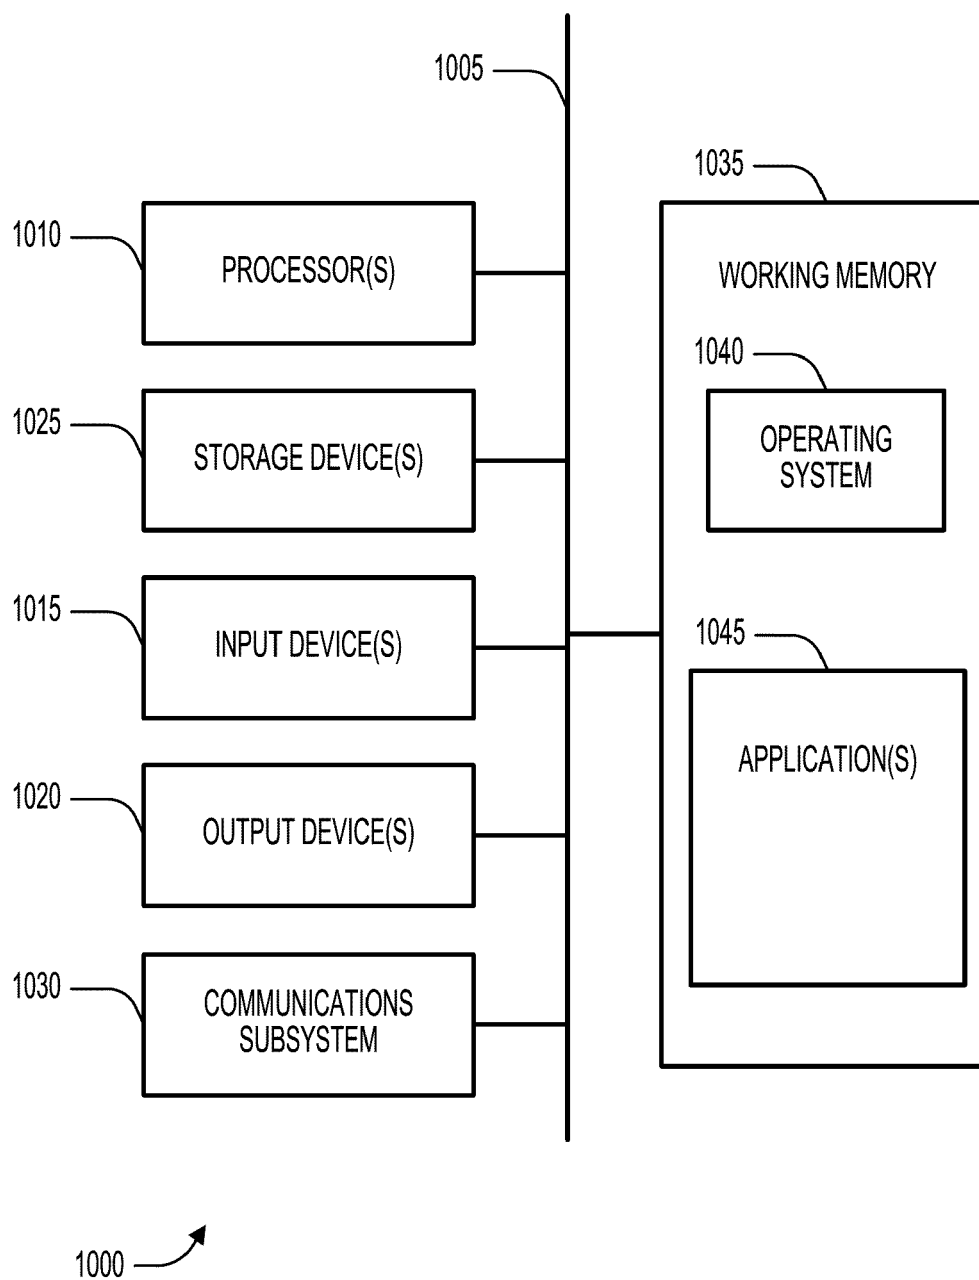 1005
1035
1010
PROCESSOR(S)
WORKING MEMORY
1040
1025
STORAGE DEVICE(S)
OPERATING
SYSTEM
1015
INPUT DEVICE(S)
1045
APPLICATION(S)
1020
OUTPUT DEVICE(S)
1030
COMMUNICATIONS
SUBSYSTEM
1000